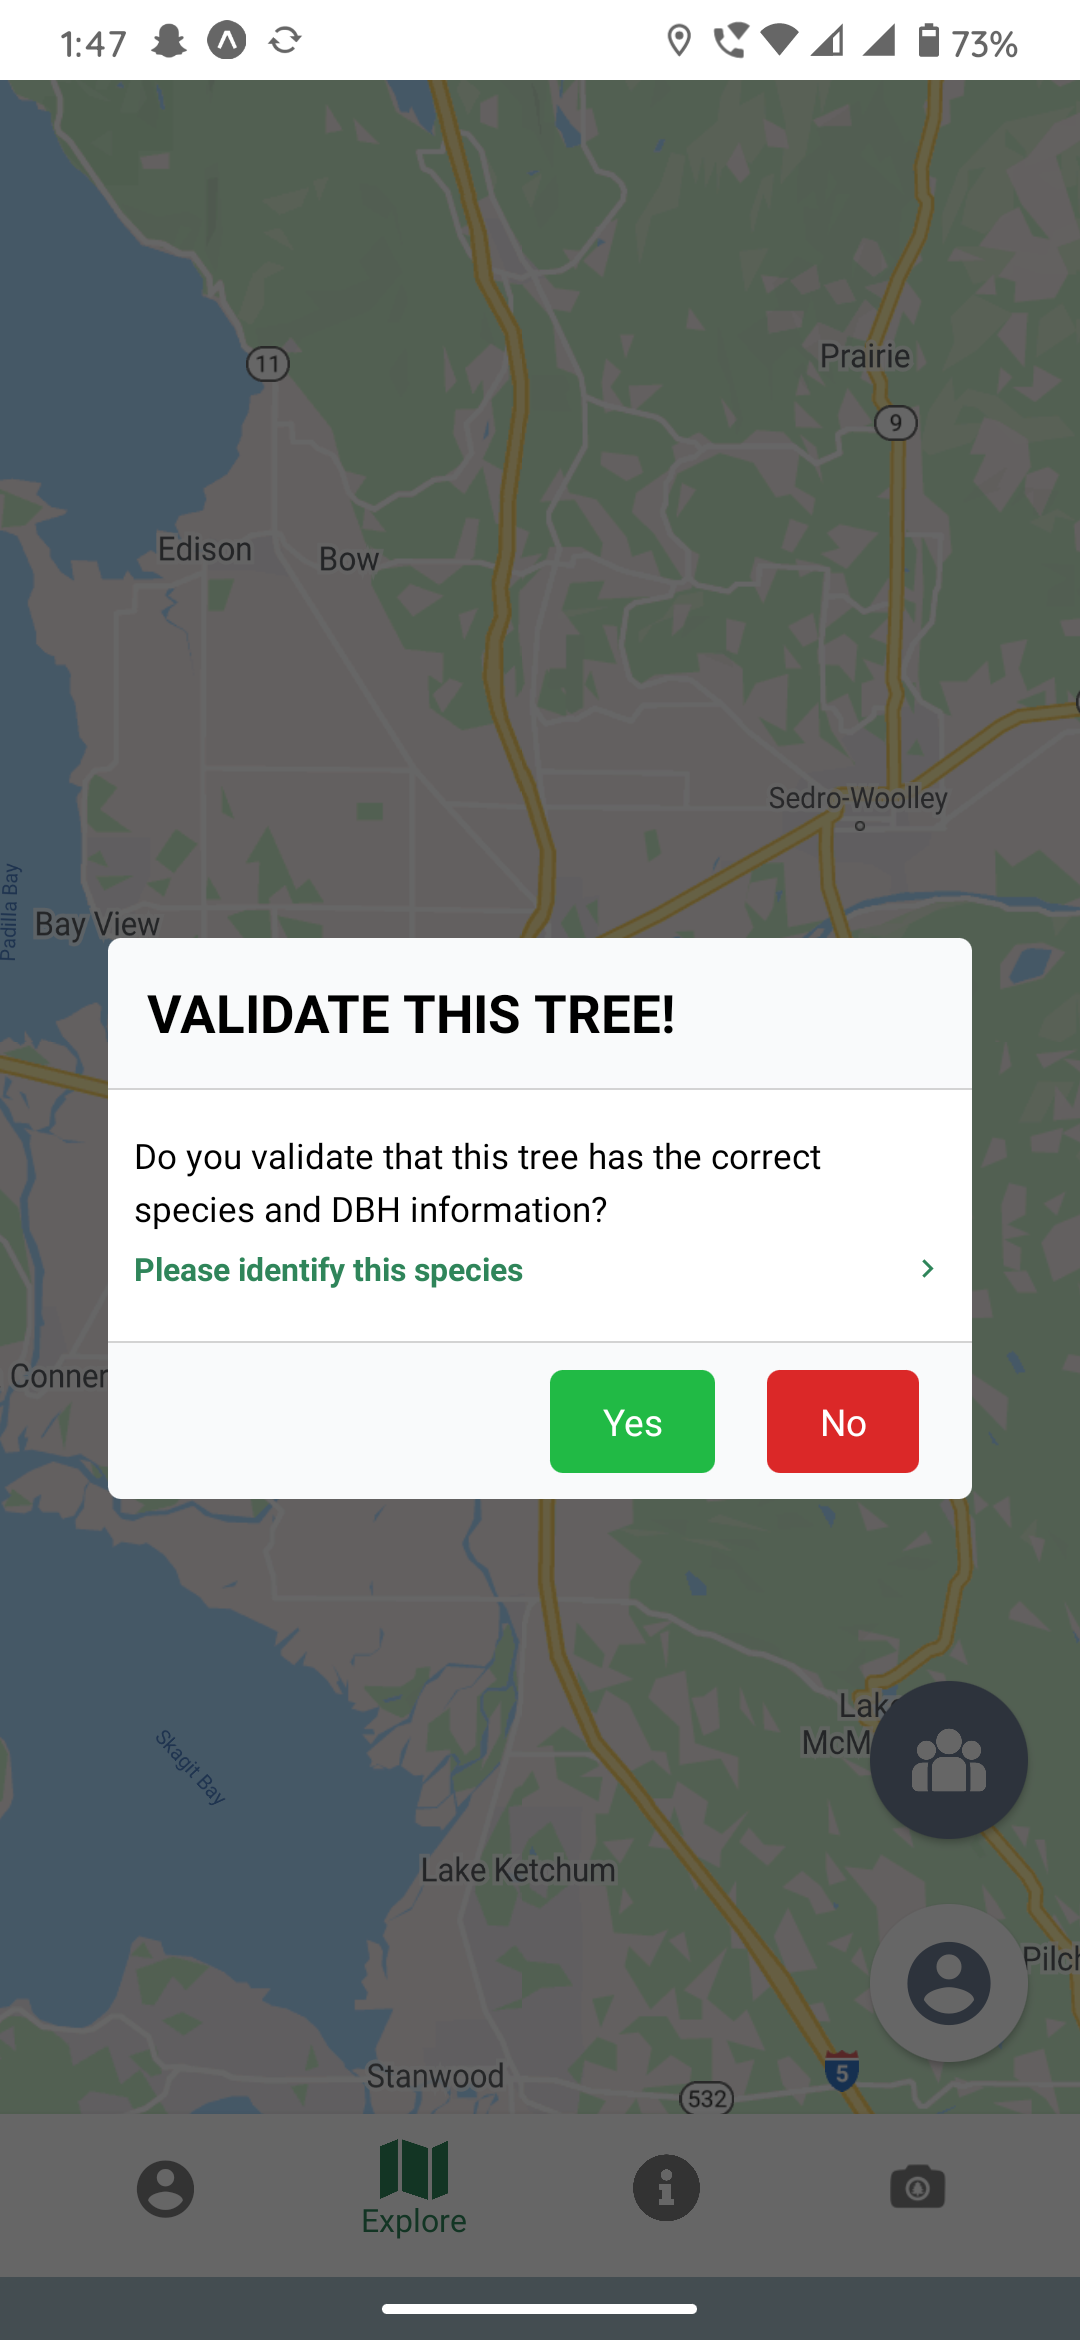 1:47
73%
Prairie
11
9
Edison
Bow
Sedro-Woolley
Padilla Bay
Bay View
VALIDATE THIS TREE!
Do you validate that this tree has the correct
species and DBH information?
Please identify this species
Conner
Yes
No
Lake
McM
Skagit Bay
Lake Ketchum
Pilch
Stanwood
5
532
Explore